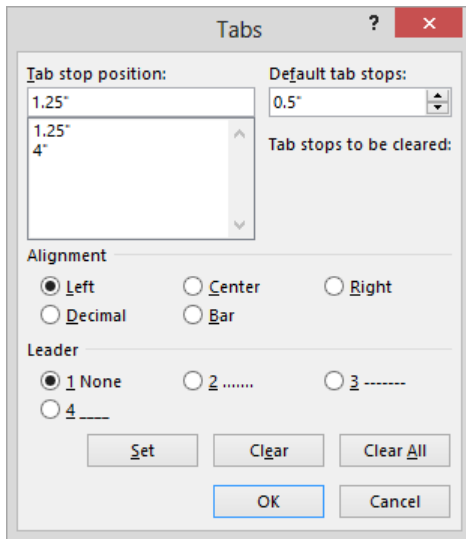 Tabs ?
Tab stop position: Default tab stops:
1.25" 0.5"
1.25" Tab stops to be cleared:
4"
Alignment
Left Center Right
Decimal Bar
Leader
1 None 2 ....... 3 -------
4 ____
Set Clear Clear All
OK Cancel